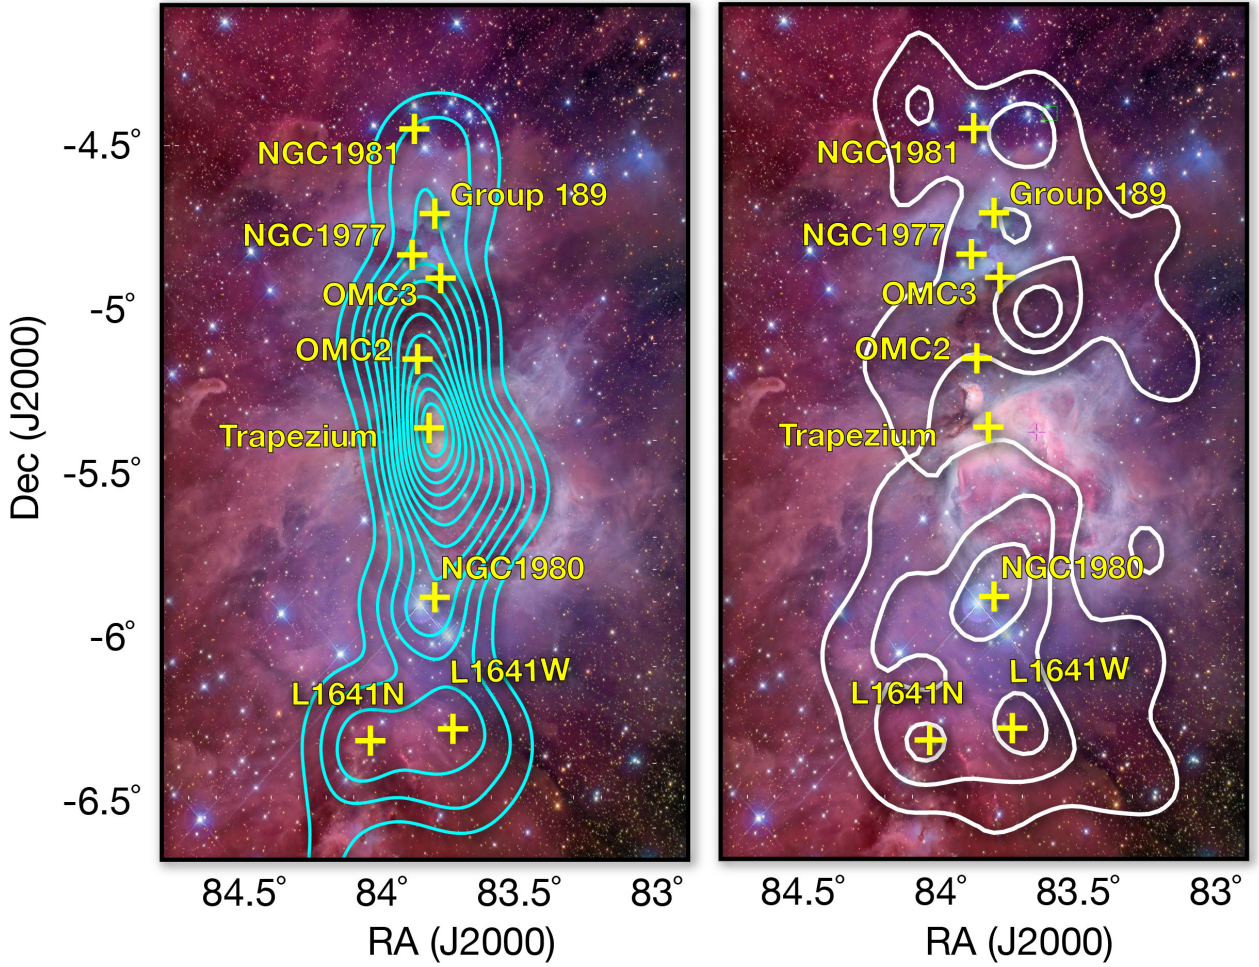 NGC1981
Group 189
NGC1977
OMC3
OMC2
Trapezium
NGC1980
L1641W
L1641N
NGC1981
Group 189
NGC1977
OMC3
OMC2
Trapezium
NGC1980
L1641W
L1641N
-4.5°
-5°
-5.5°
-6°
-6.5°
Dec (J2000)
84.5° 84° 83.5° 83°
RA (J2000)
84.5° 84° 83.5° 83°
RA (J2000)